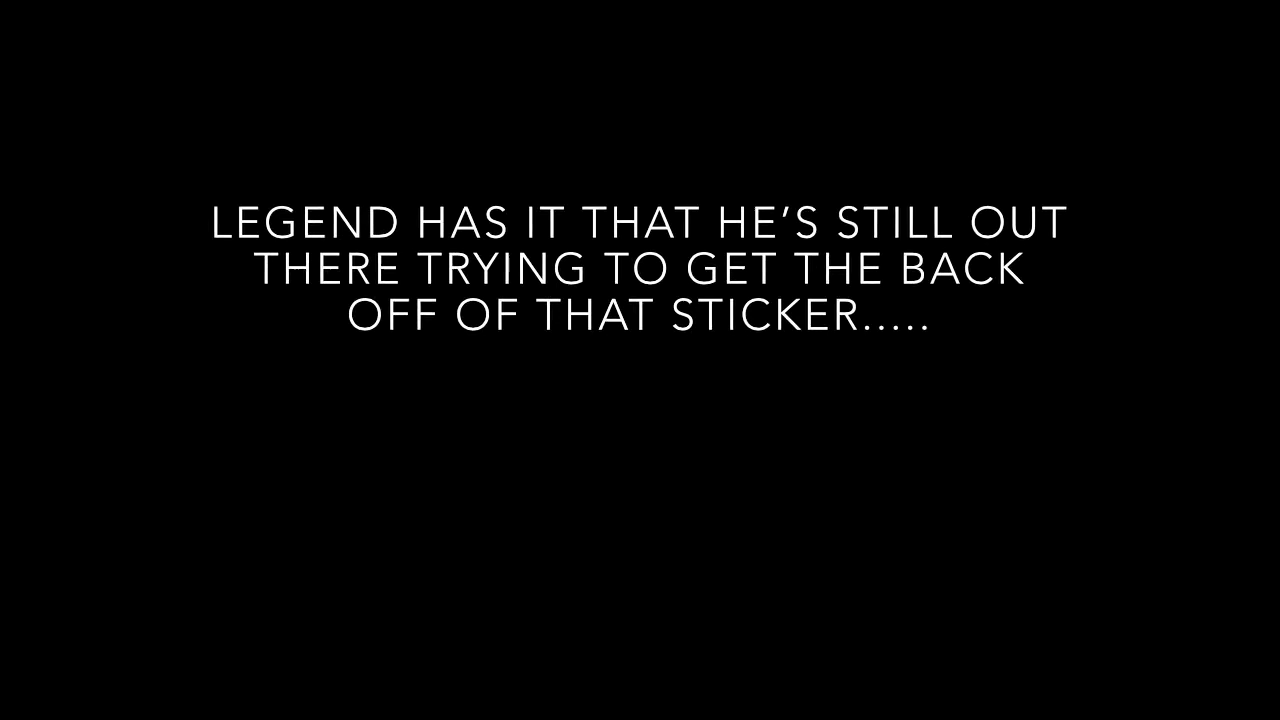 LEGEND HAS IT THAT HE’S STILL OUT
THERE TRYING TO GET THE BACK
OFF OF THAT STICKER.....